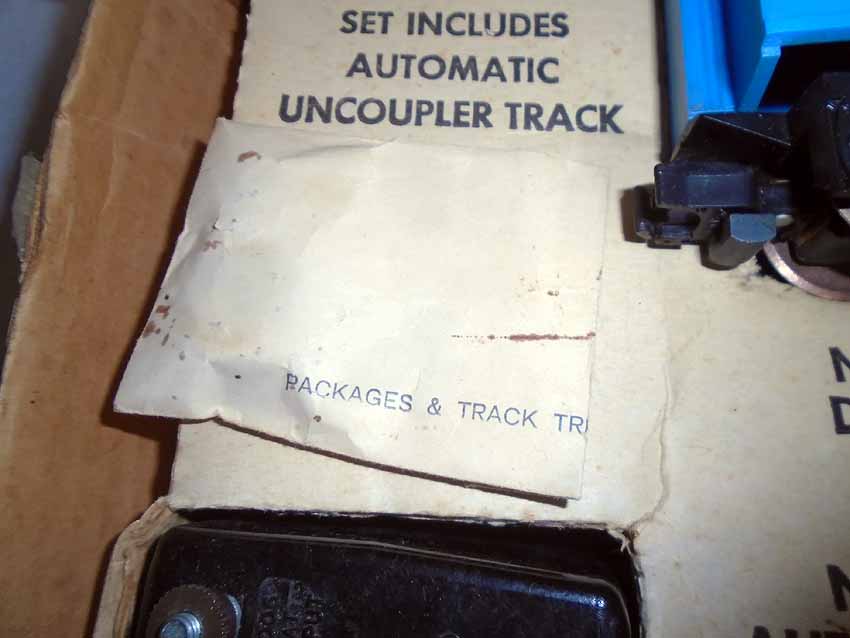 SET INCLUDES
AUTOMATIC
UNCOUPLER TRACK
PACKAGES & TRACK TR